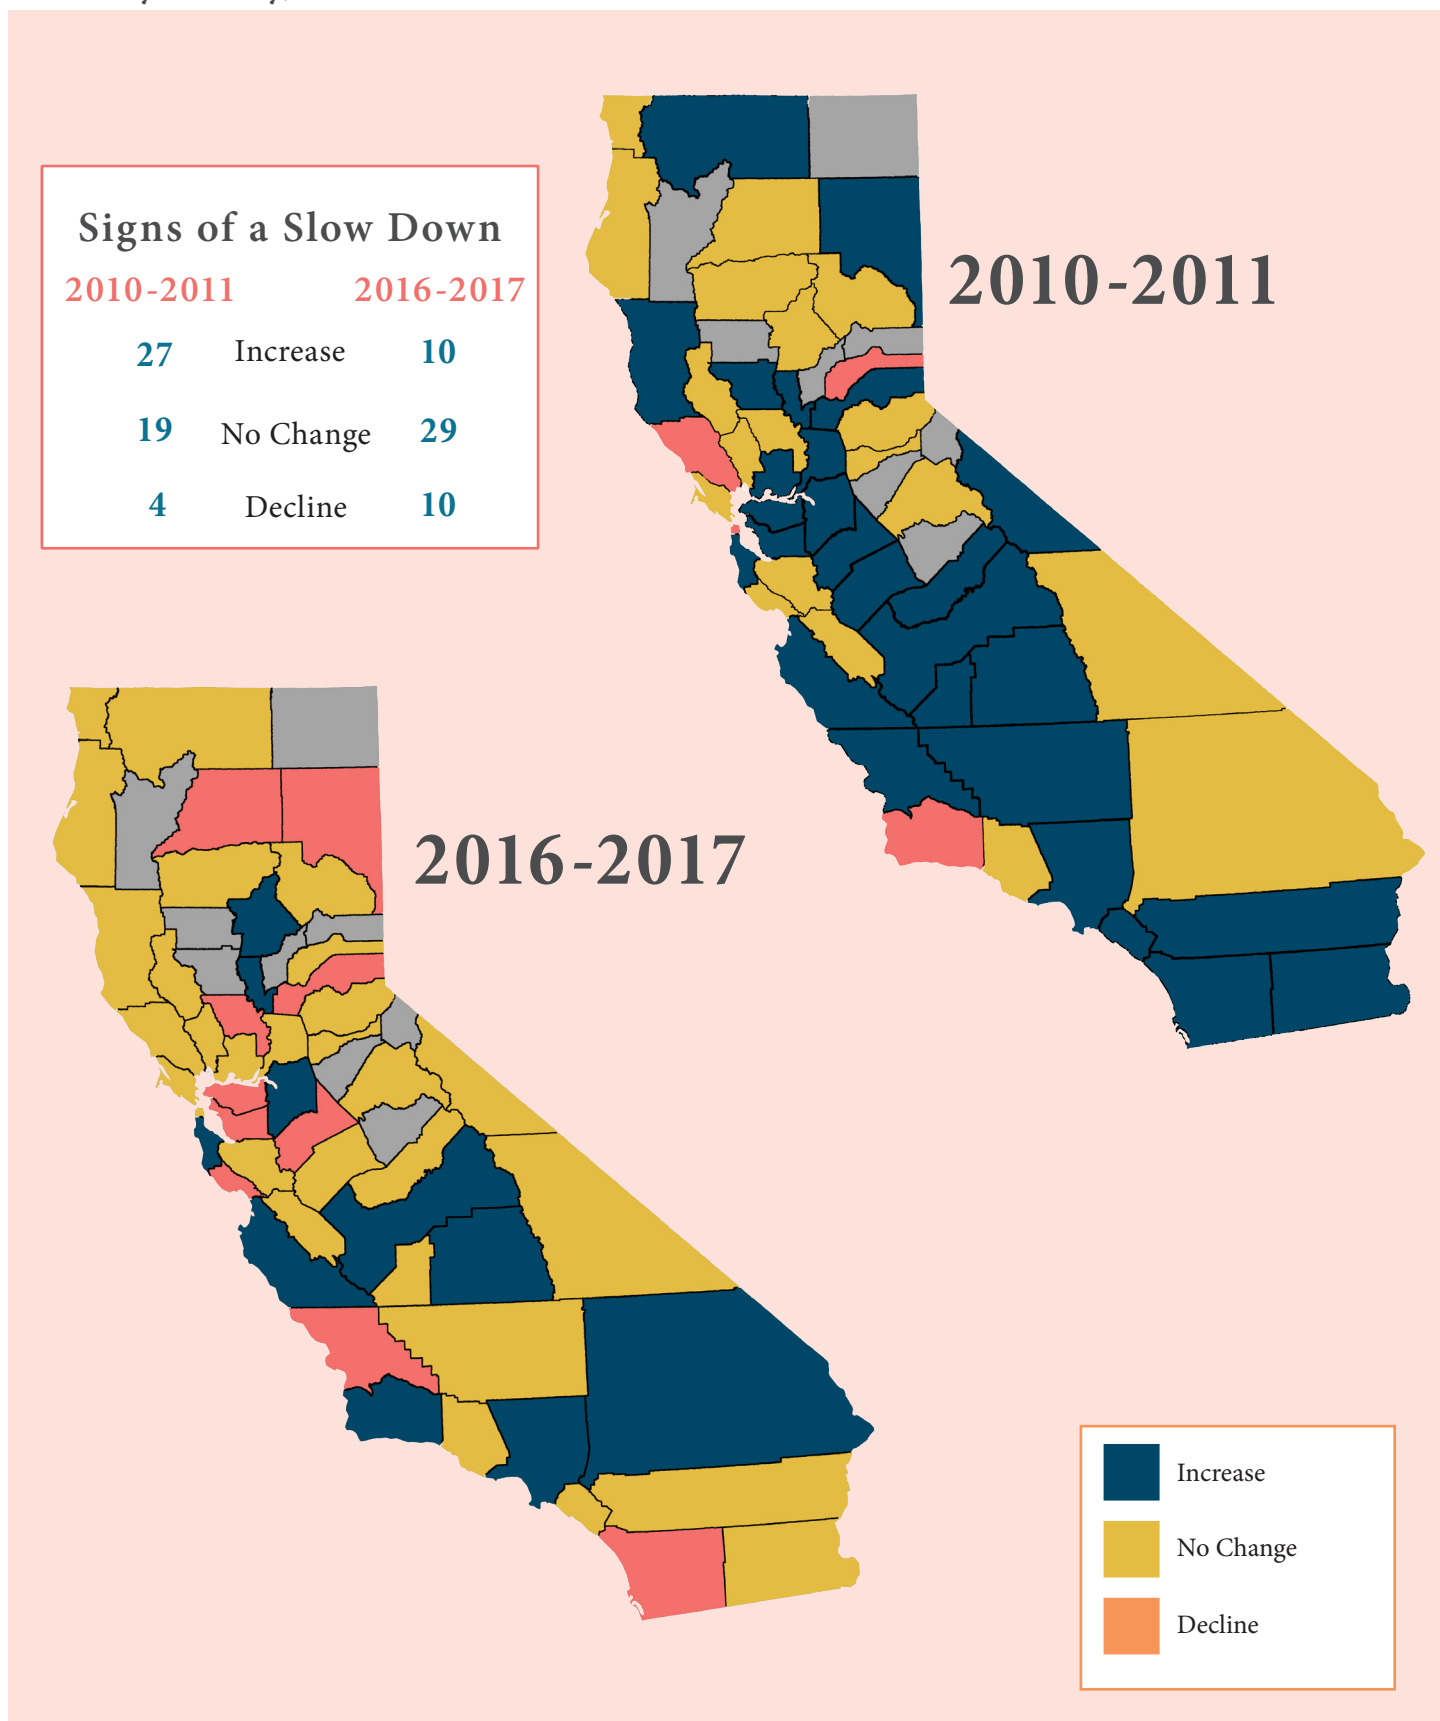 Signs of a Slow Down
2010-2011 2016-2017
27 Increase 10
19 No Change 29
4 Decline 10
2010-2011
2016-2017
Increase
No Change
Decline